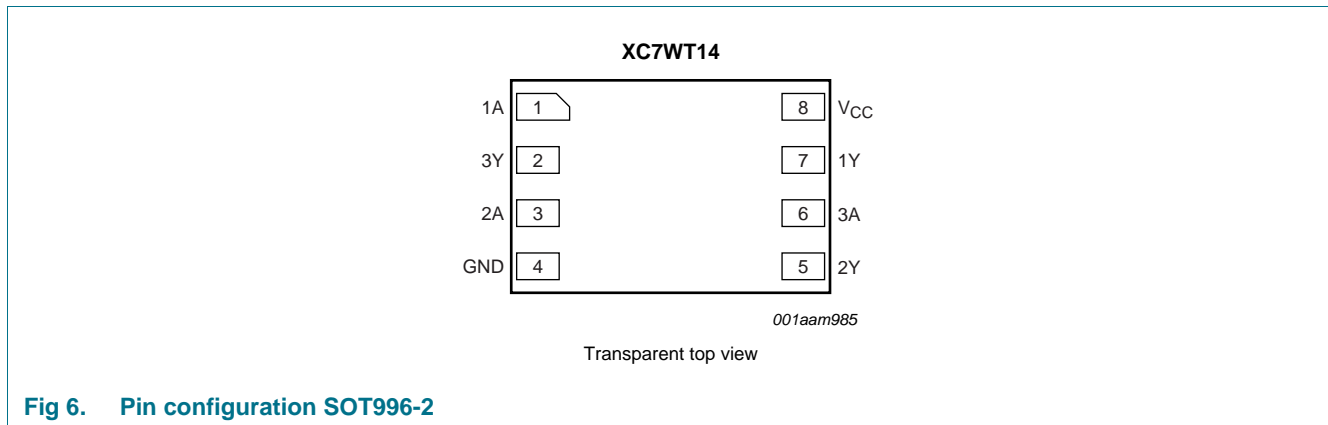 XC7WT14
1A 1 8 VCC
3Y 2 7 1Y
2A 3 6 3A
GND 4 5 2Y
001aam985
Transparent top view
Fig 6. Pin configuration SOT996-2